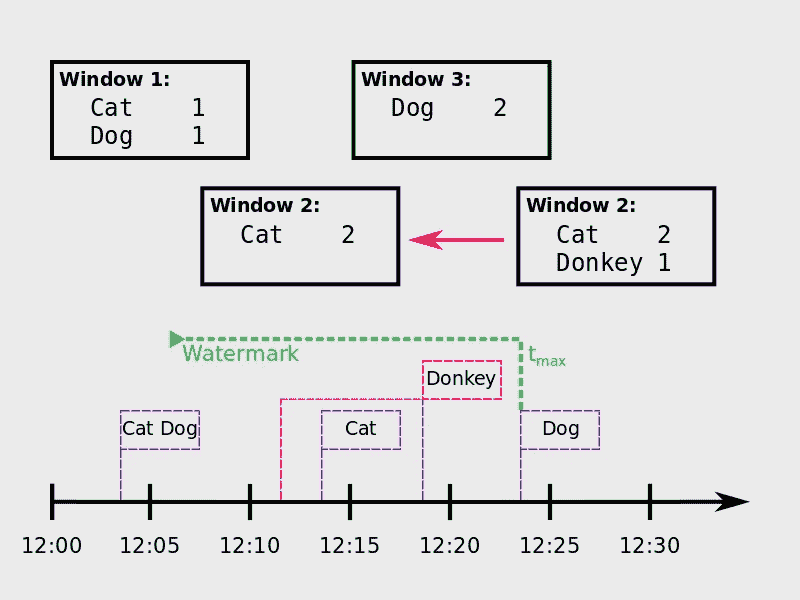 Window 1:
Cat 1
Dog 1
Window 3:
Dog 2
Window 2:
Cat 2
Window 2:
Cat 2
Donkey 1
Watermark
tmax
Donkey
Cat Dog
Cat
Dog
12:00 12:05 12:10 12:15 12:20 12:25 12:30